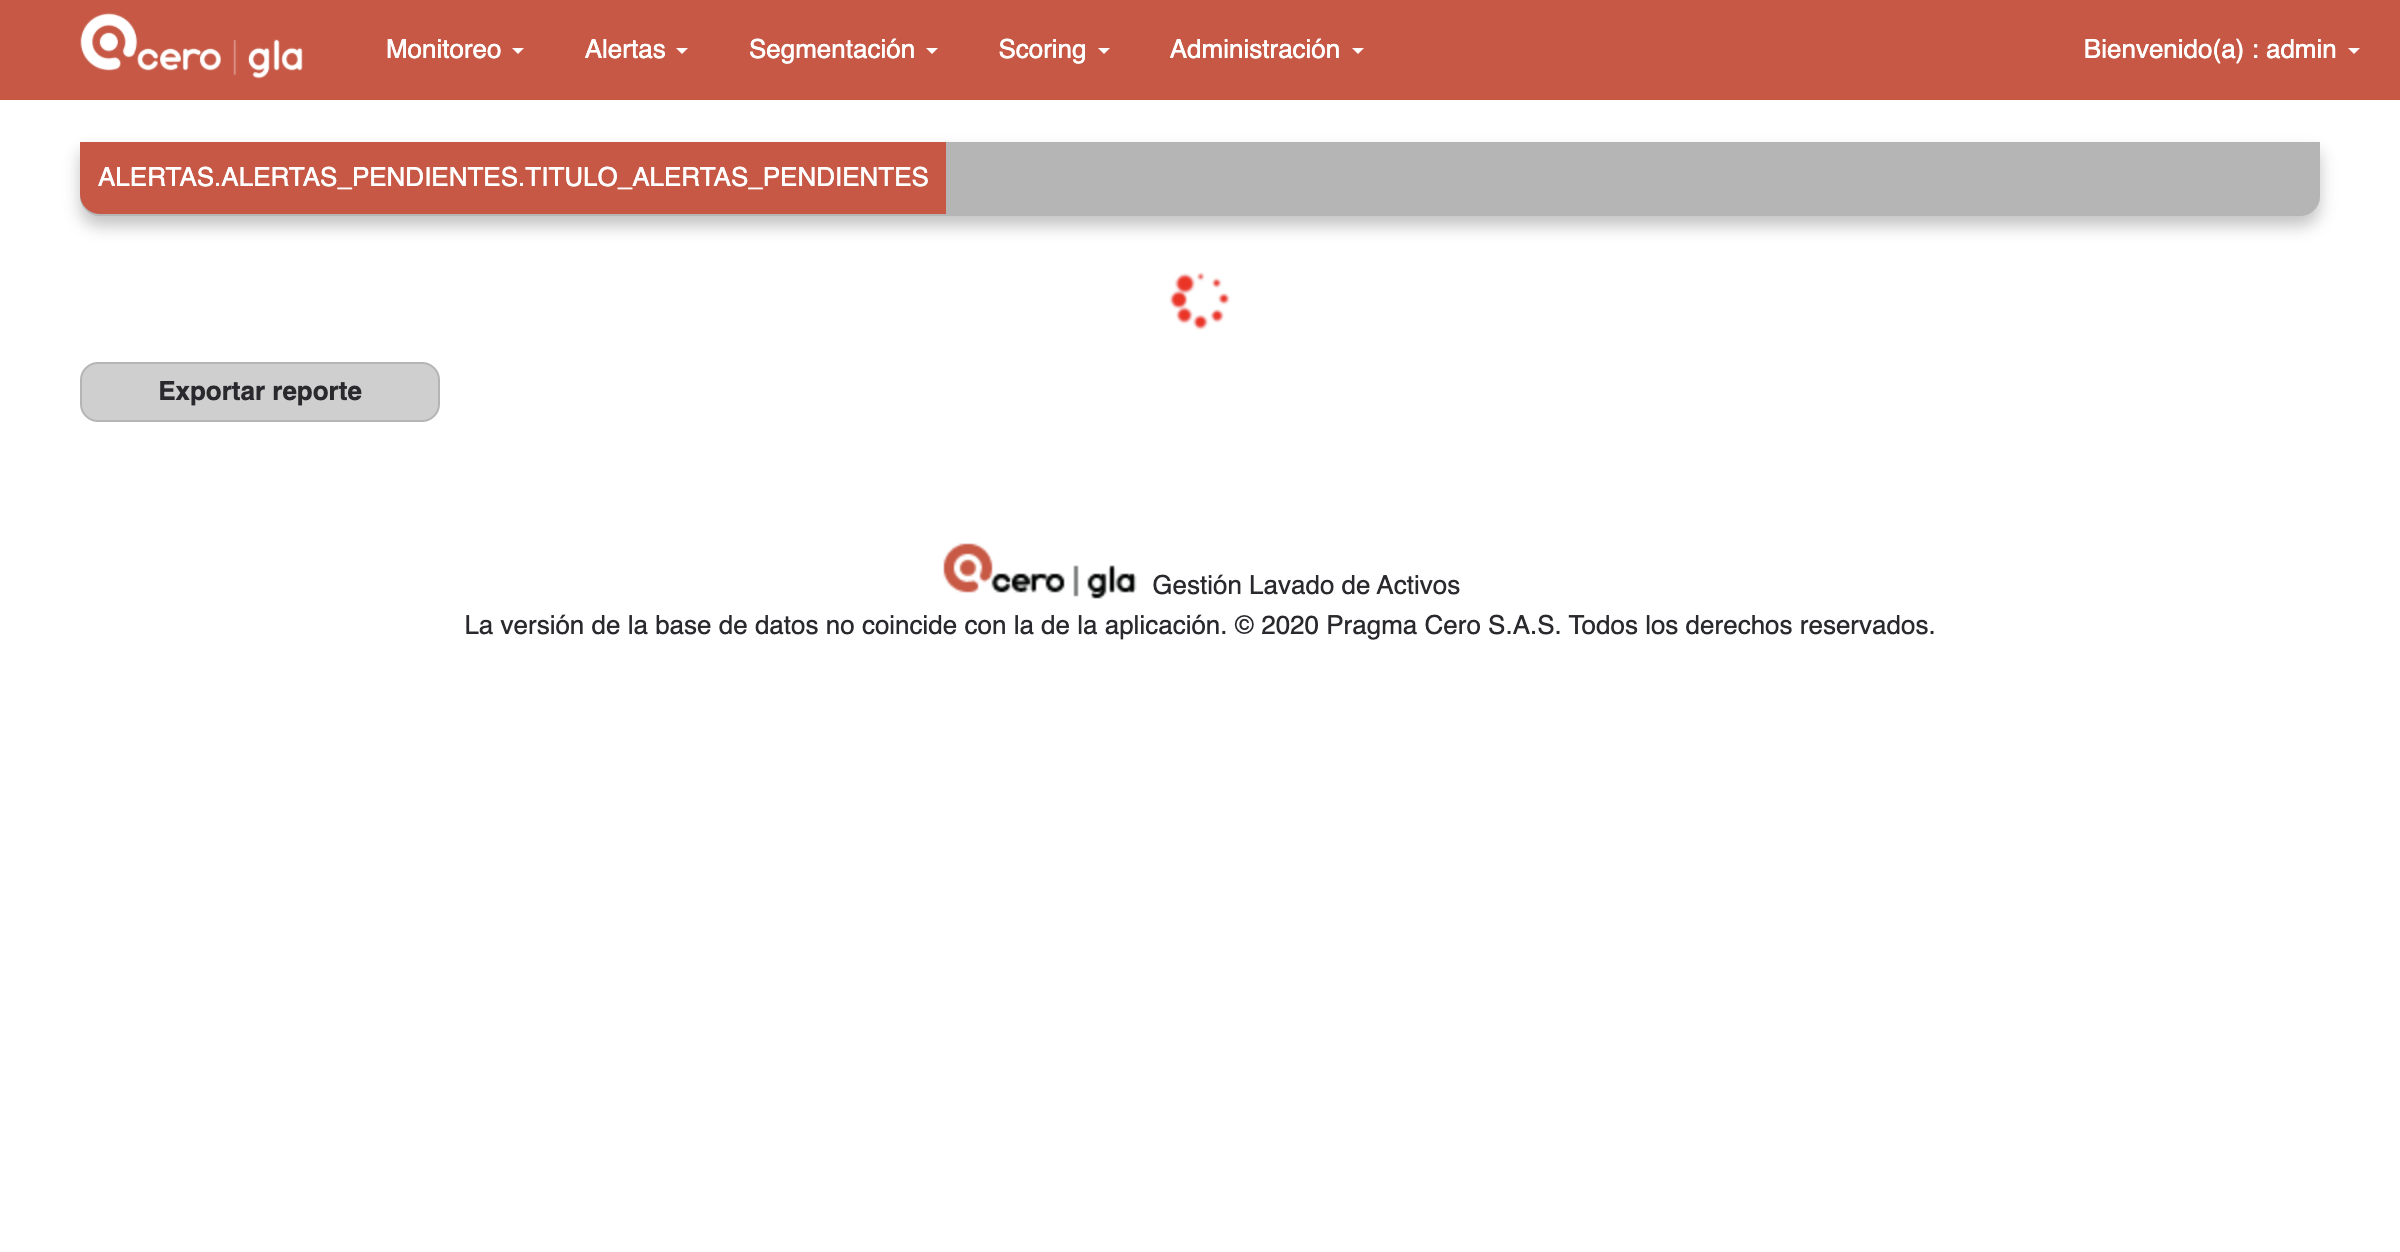 cero | gla Monitoreo Alertas Segmentación Scoring Administración Bienvenido(a) : admin
ALERTAS.ALERTAS_PENDIENTES.TITULO_ALERTAS_PENDIENTES
Exportar reporte
cero | gla Gestión Lavado de Activos
La versión de la base de datos no coincide con la de la aplicación. © 2020 Pragma Cero S.A.S. Todos los derechos reservados.